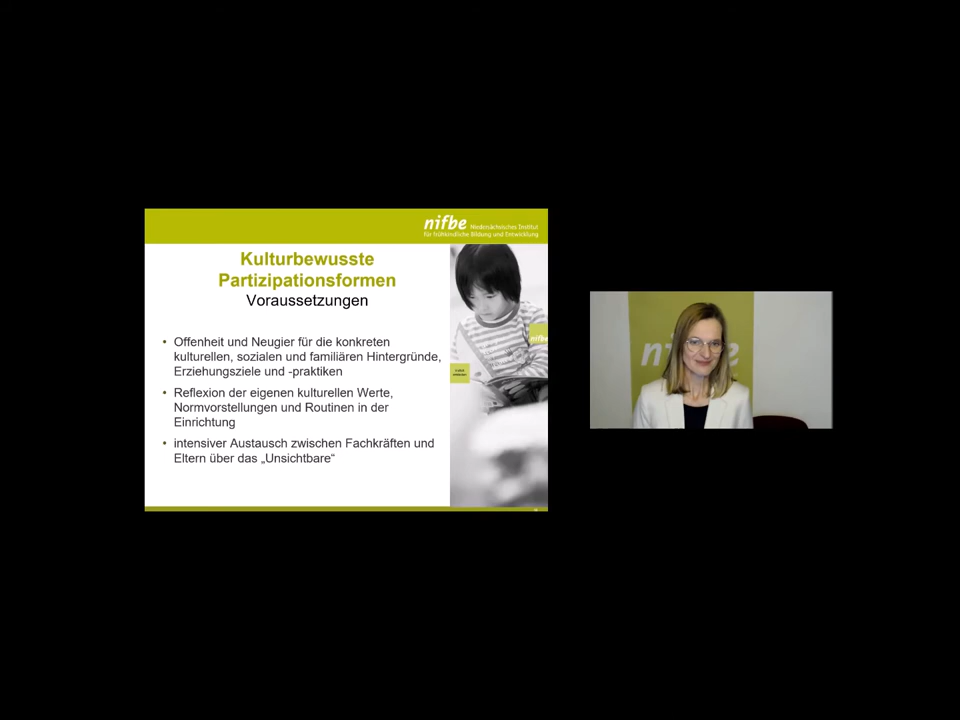 nifbe Niedersächsisches Institut
für frühkindliche Bildung und Entwicklung
Kulturbewusste
Partizipationsformen
Voraussetzungen
• Offenheit und Neugier für die konkreten
kulturellen, sozialen und familiären Hintergründe,
Erziehungsziele und -praktiken
• Reflexion der eigenen kulturellen Werte,
Normvorstellungen und Routinen in der
Einrichtung
• intensiver Austausch zwischen Fachkräften und
Eltern über das „Unsichtbare“
nifbe